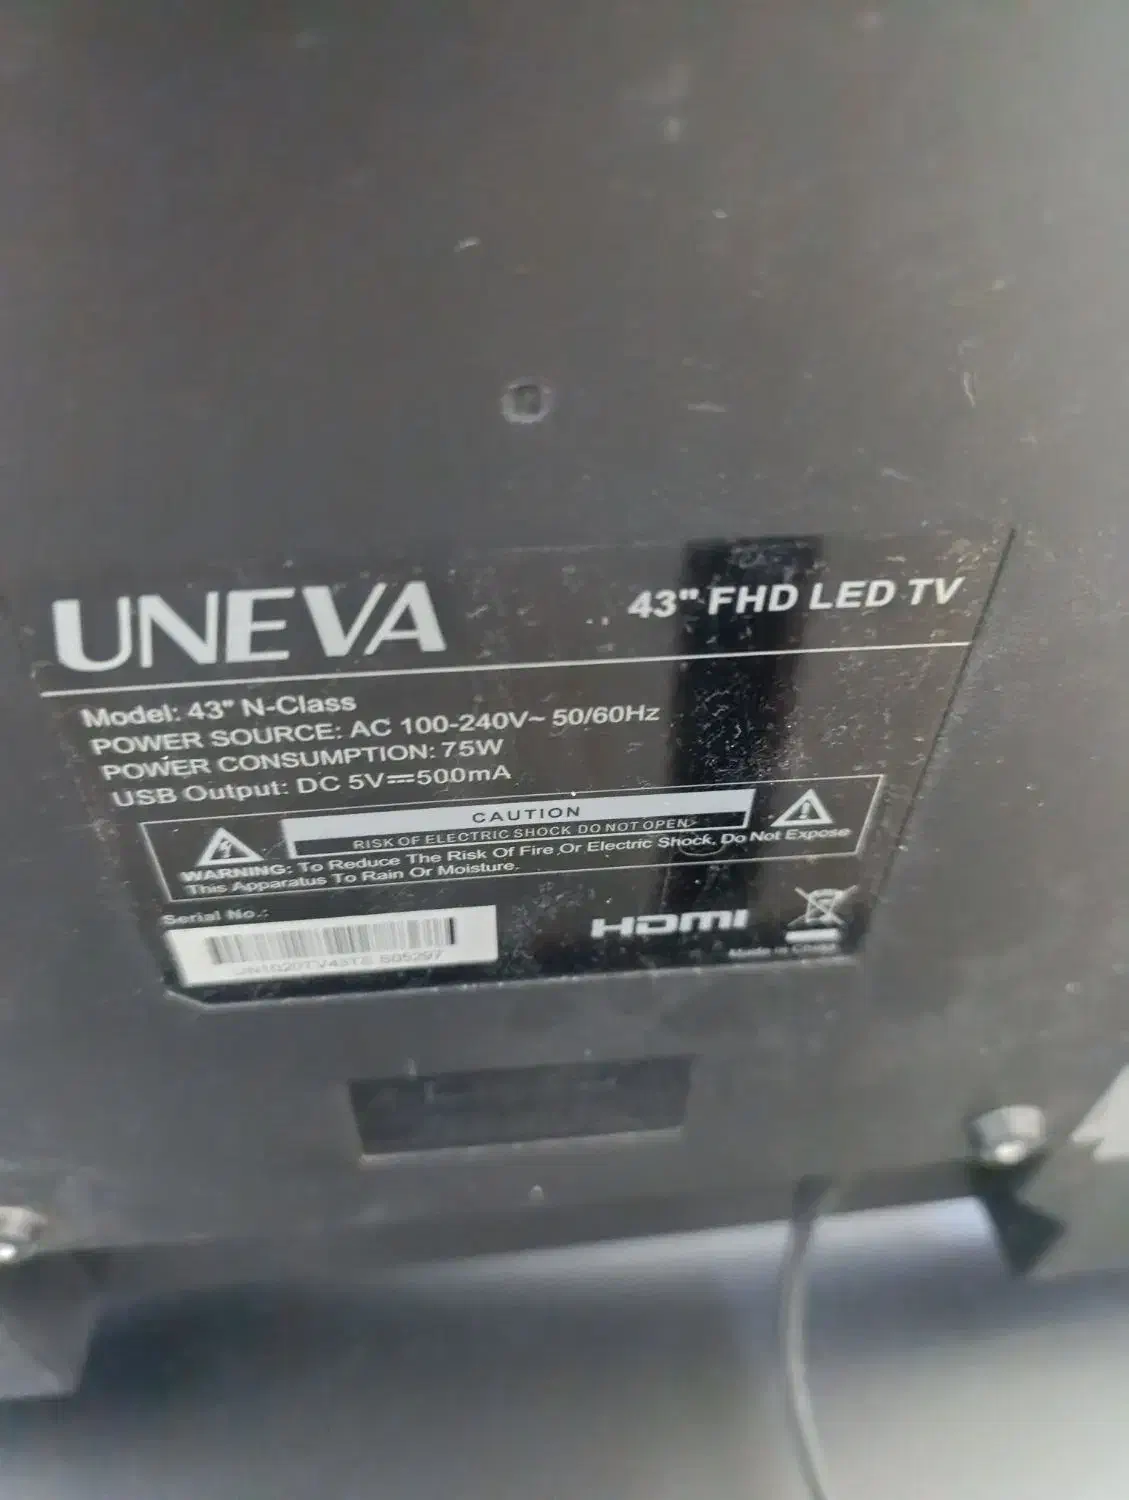 UNEVA
43" FHD LED TV
Model: 43" N-Class
POWER SOURCE: AC 100-240V~ 50/60Hz
POWER CONSUMPTION: 75W
USB Output: DC 5V⎓500mA
CAUTION
RISK OF ELECTRIC SHOCK DO NOT OPEN
WARNING: To Reduce The Risk Of Fire Or Electric Shock, Do Not Expose
This Apparatus To Rain Or Moisture.
Serial No.:
HDMI
Made in